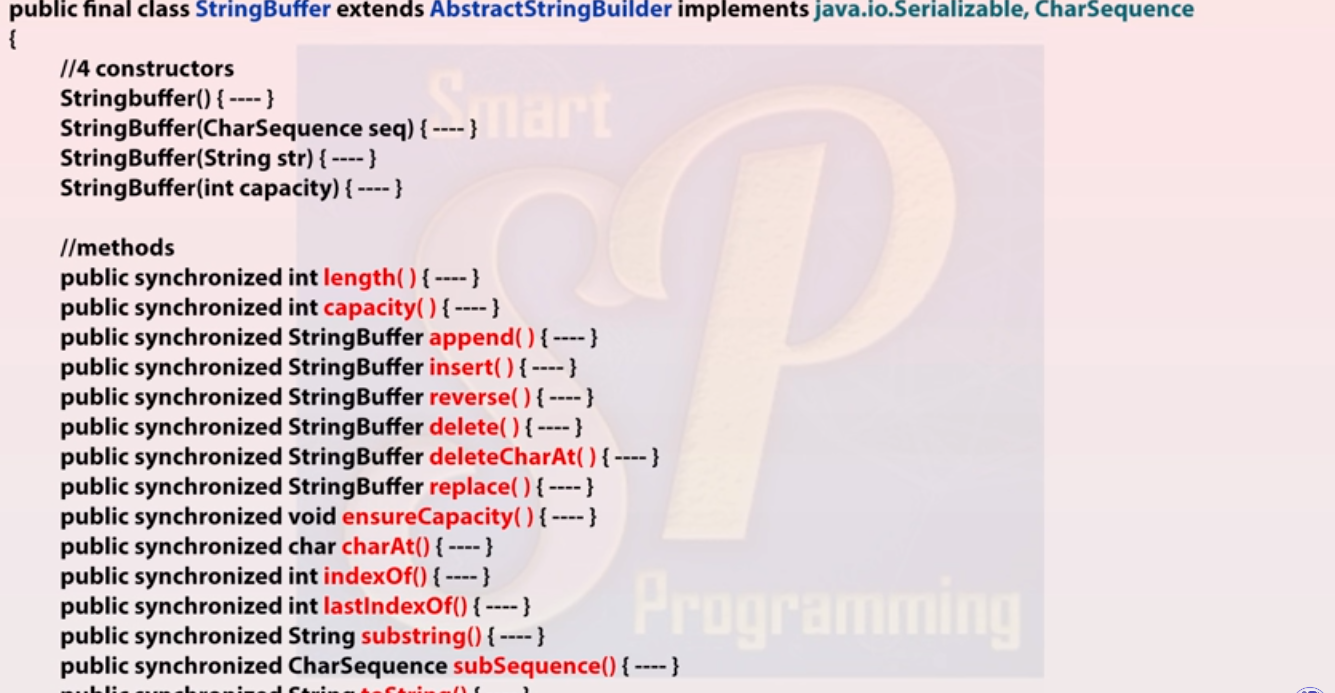 public final class StringBuffer extends AbstractStringBuilder implements java.io.Serializable, CharSequence
{
//4 constructors
Stringbuffer() { ---- }
StringBuffer(CharSequence seq) { ---- }
StringBuffer(String str) { ---- }
StringBuffer(int capacity) { ---- }
//methods
public synchronized int length( ) { ---- }
public synchronized int capacity( ) { ---- }
public synchronized StringBuffer append( ) { ---- }
public synchronized StringBuffer insert( ) { ---- }
public synchronized StringBuffer reverse( ) { ---- }
public synchronized StringBuffer delete( ) { ---- }
public synchronized StringBuffer deleteCharAt( ) { ---- }
public synchronized StringBuffer replace( ) { ---- }
public synchronized void ensureCapacity( ) { ---- }
public synchronized char charAt() { ---- }
public synchronized int indexOf() { ---- }
public synchronized int lastIndexOf() { ---- }
public synchronized String substring() { ---- }
public synchronized CharSequence subSequence() { ---- }
public synchronized String toString() { ---- }
Smart
SP
Programming